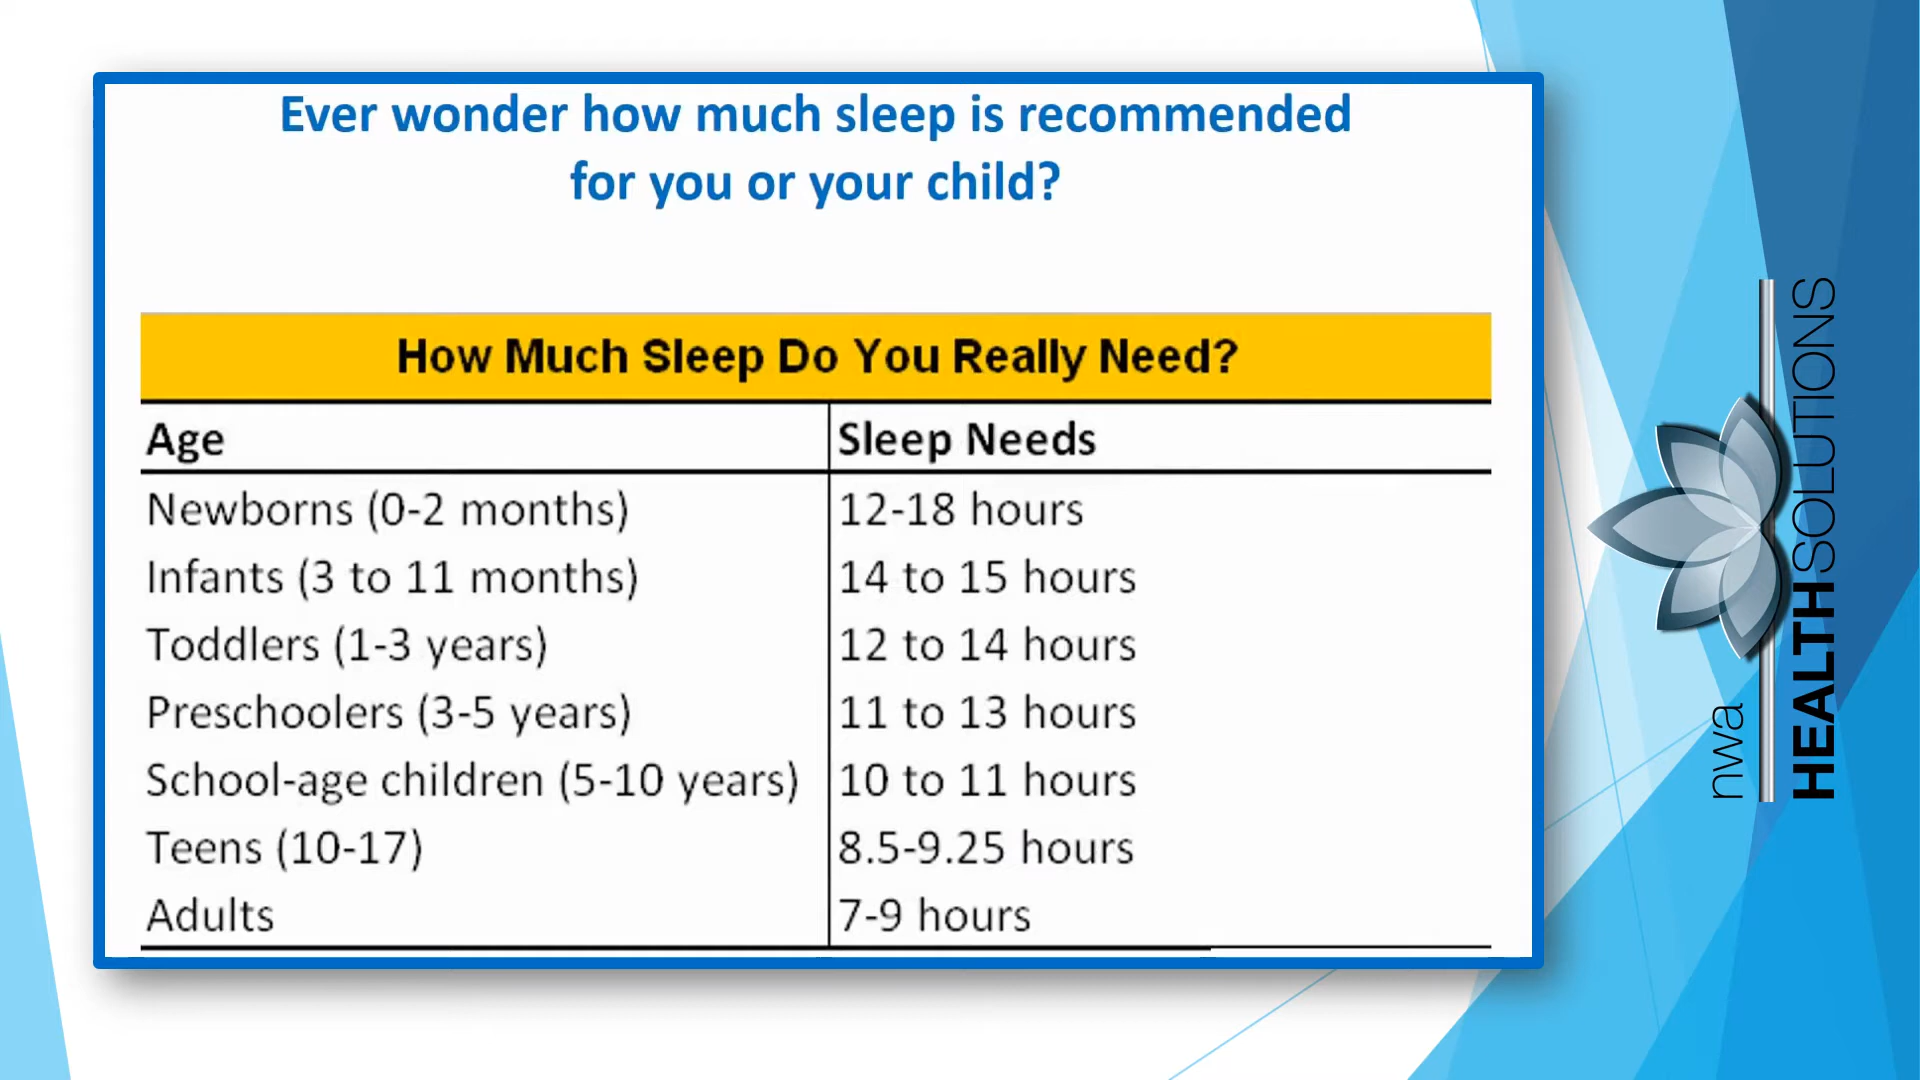 Ever wonder how much sleep is recommended
for you or your child?
How Much Sleep Do You Really Need?
Age Sleep Needs
Newborns (0-2 months) 12-18 hours
Infants (3 to 11 months) 14 to 15 hours
Toddlers (1-3 years) 12 to 14 hours
Preschoolers (3-5 years) 11 to 13 hours
School-age children (5-10 years) 10 to 11 hours
Teens (10-17) 8.5-9.25 hours
Adults 7-9 hours
nwa
HEALTHSOLUTIONS